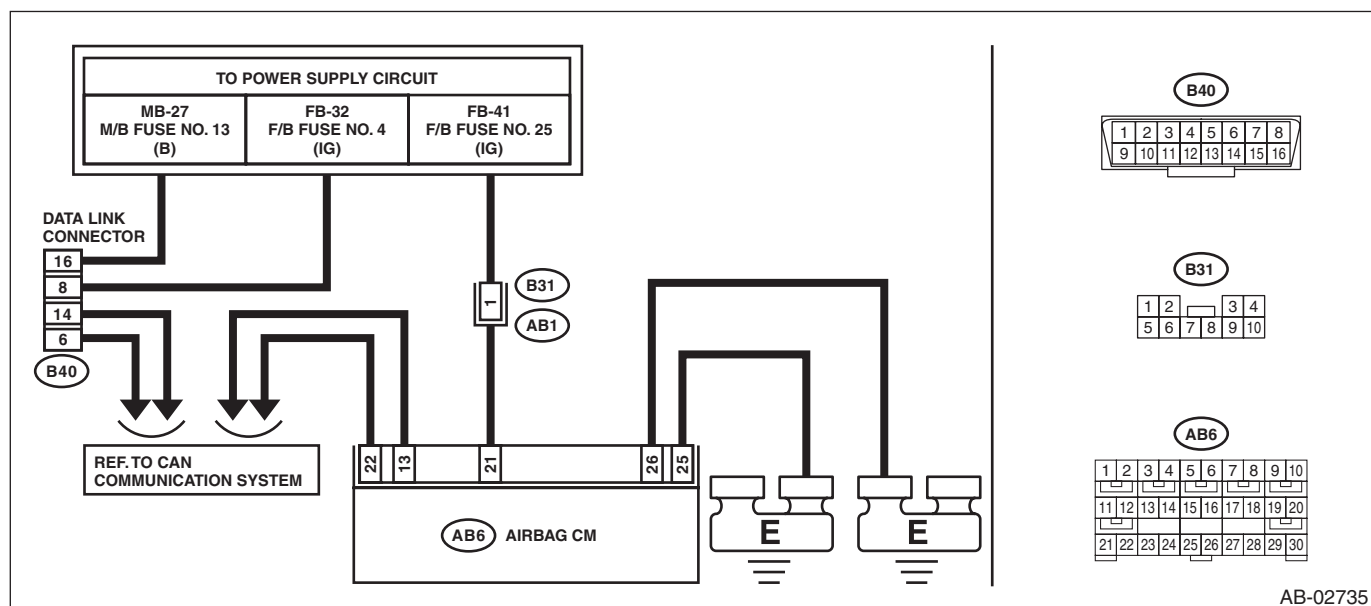 TO POWER SUPPLY CIRCUIT
MB-27
M/B FUSE NO. 13
(B)
FB-32
F/B FUSE NO. 4
(IG)
FB-41
F/B FUSE NO. 25
(IG)
DATA LINK
CONNECTOR
16
8
14
6
B40
1
B31
AB1
REF. TO CAN
COMMUNICATION SYSTEM
22 13 21 26 25
AB6 AIRBAG CM
E E
B40
1 2 3 4 5 6 7 8
9 10 11 12 13 14 15 16
B31
1 2 3 4
5 6 7 8 9 10
AB6
1 2 3 4 5 6 7 8 9 10
11 12 13 14 15 16 17 18 19 20
21 22 23 24 25 26 27 28 29 30
AB-02735